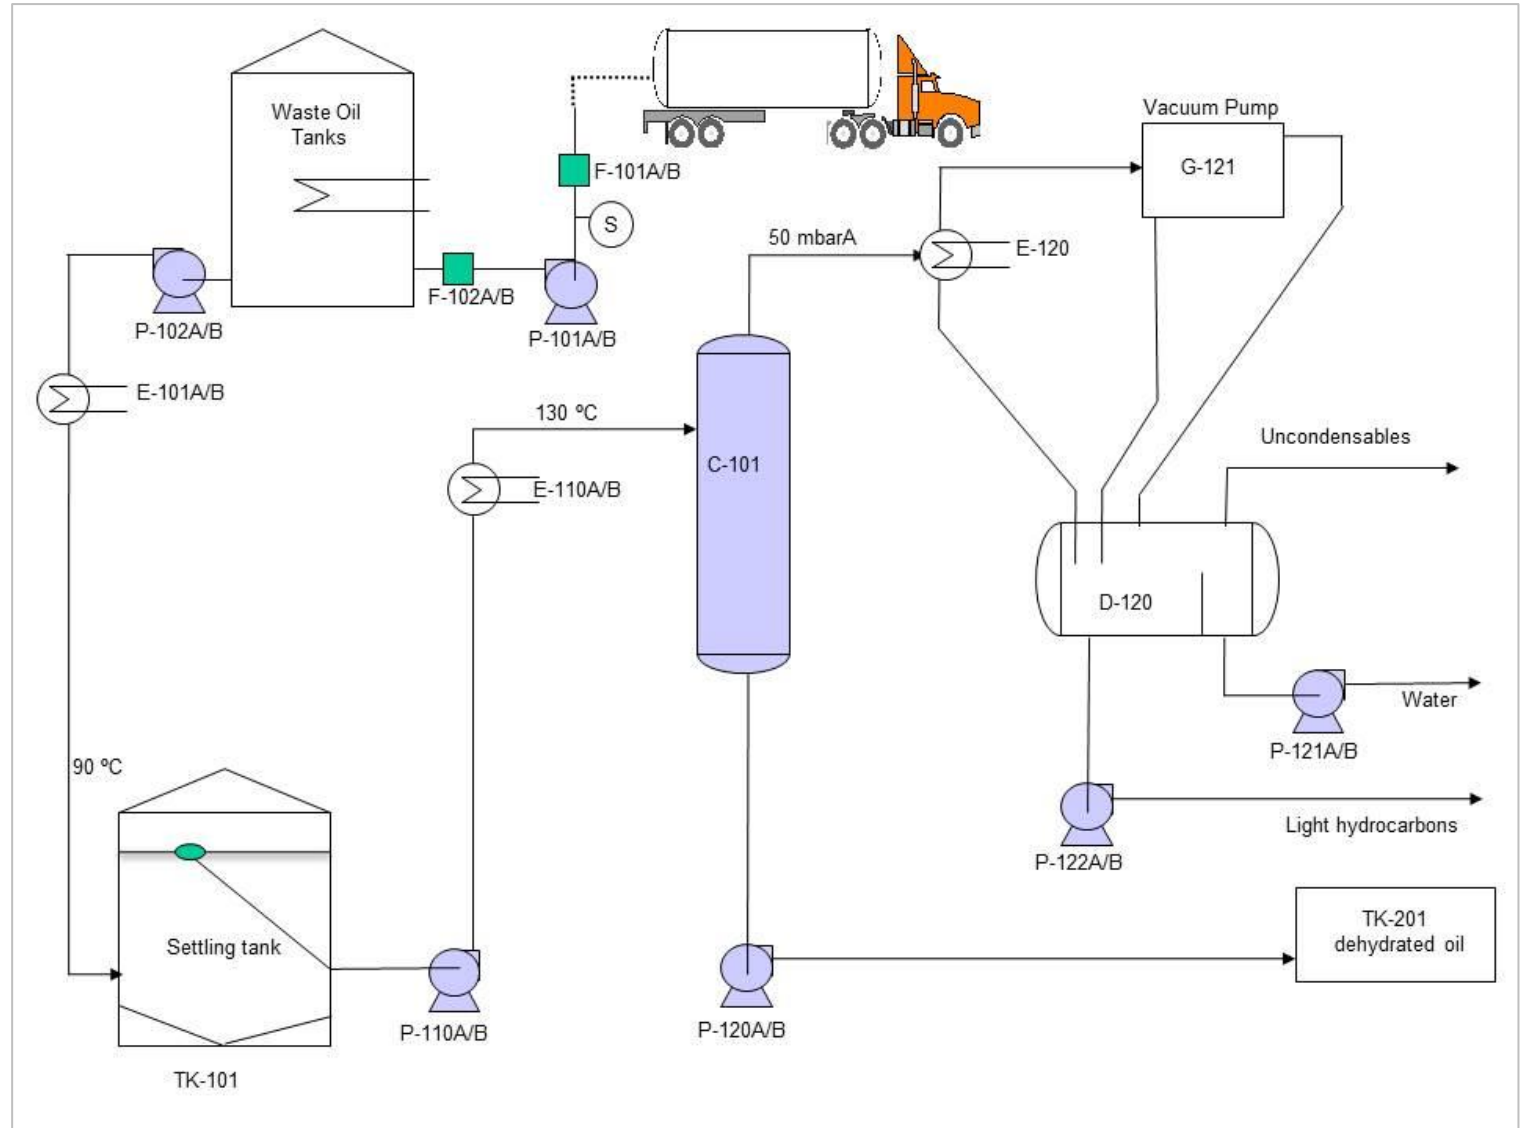 Waste Oil
Tanks
Vacuum Pump
G-121
F-101A/B
S
50 mbarA
E-120
F-102A/B
P-102A/B
P-101A/B
E-101A/B
130 ºC
Uncondensables
C-101
E-110A/B
D-120
Water
P-121A/B
90 ºC
Light hydrocarbons
P-122A/B
TK-201
dehydrated oil
Settling tank
P-110A/B
P-120A/B
TK-101